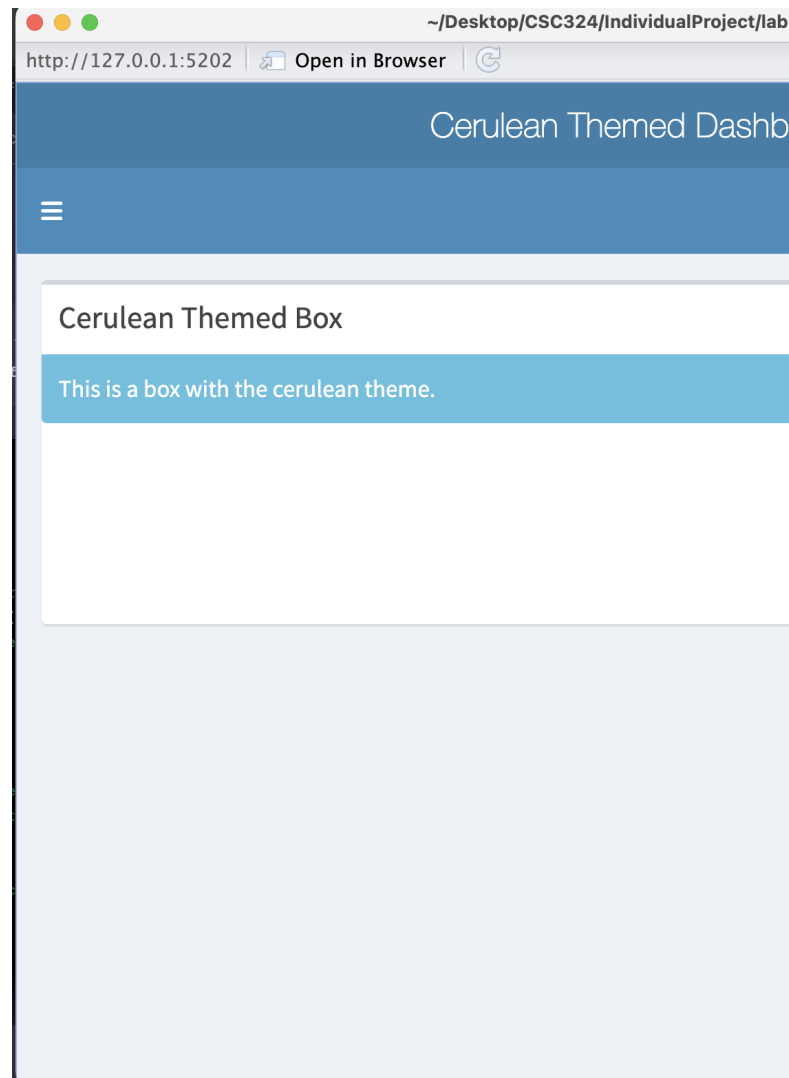 ~/Desktop/CSC324/IndividualProject/lab
http://127.0.0.1:5202 Open in Browser
Cerulean Themed Dashb
Cerulean Themed Box
This is a box with the cerulean theme.